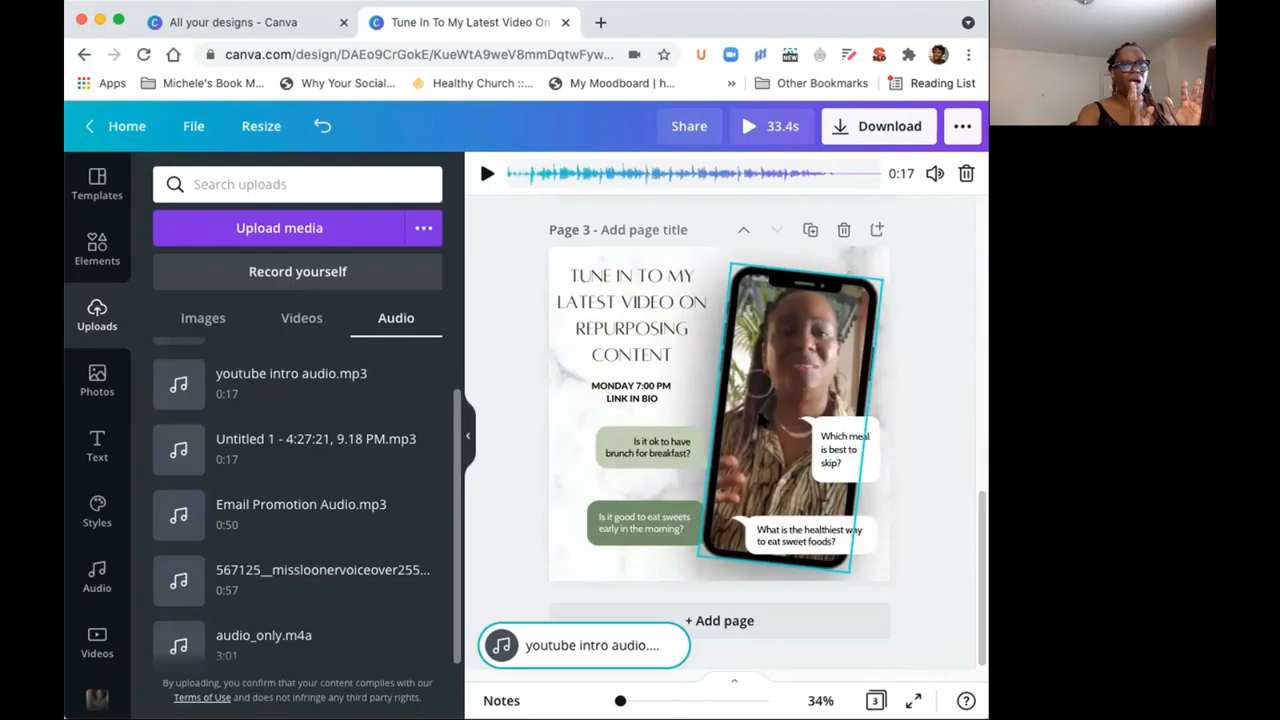 All your designs - Canva
Tune In To My Latest Video On
canva.com/design/DAEo9CrGokE/KueWtA9weV8mmDqtwFyw...
Apps
Michele's Book M...
Why Your Social...
Healthy Church ::...
My Moodboard | h...
»
Other Bookmarks
Reading List
Home
File
Resize
Share
33.4s
Download
Templates
Elements
Uploads
Photos
Text
Styles
Audio
Videos
Search uploads
Upload media
Record yourself
Images
Videos
Audio
youtube intro audio.mp3
0:17
Untitled 1 - 4:27:21, 9.18 PM.mp3
0:17
Email Promotion Audio.mp3
0:50
567125__missloonervoiceover255...
0:57
audio_only.m4a
3:01
By uploading, you confirm that your content complies with our
Terms of Use and does not infringe any third party rights.
0:17
Page 3 - Add page title
TUNE IN TO MY
LATEST VIDEO ON
REPURPOSING
CONTENT
MONDAY 7:00 PM
LINK IN BIO
Is it ok to have
brunch for breakfast?
Which meal
is best to
skip?
Is it good to eat sweets
early in the morning?
What is the healthiest way
to eat sweet foods?
+ Add page
youtube intro audio....
Notes
34%
3